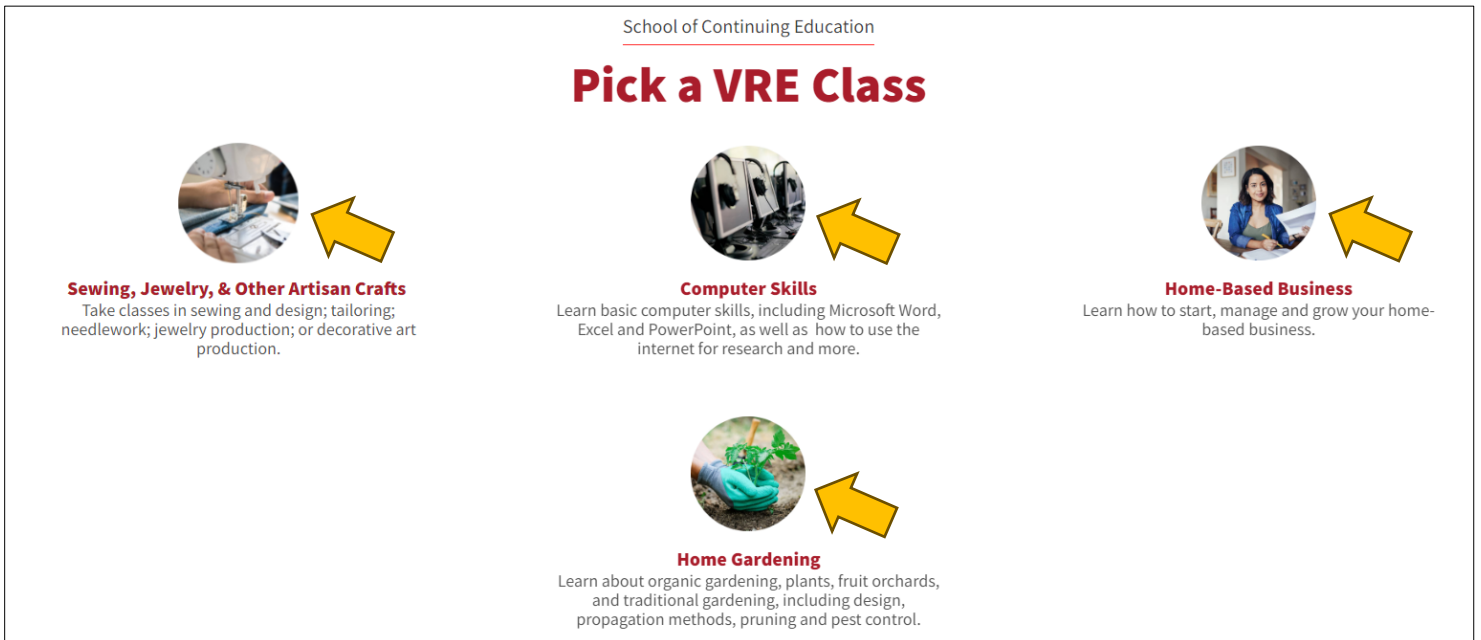 School of Continuing Education
Pick a VRE Class
Sewing, Jewelry, & Other Artisan Crafts
Take classes in sewing and design; tailoring;
needlework; jewelry production; or decorative art
production.
Computer Skills
Learn basic computer skills, including Microsoft Word,
Excel and PowerPoint, as well as  how to use the
internet for research and more.
Home-Based Business
Learn how to start, manage and grow your home-
based business.
Home Gardening
Learn about organic gardening, plants, fruit orchards,
and traditional gardening, including design,
propagation methods, pruning and pest control.